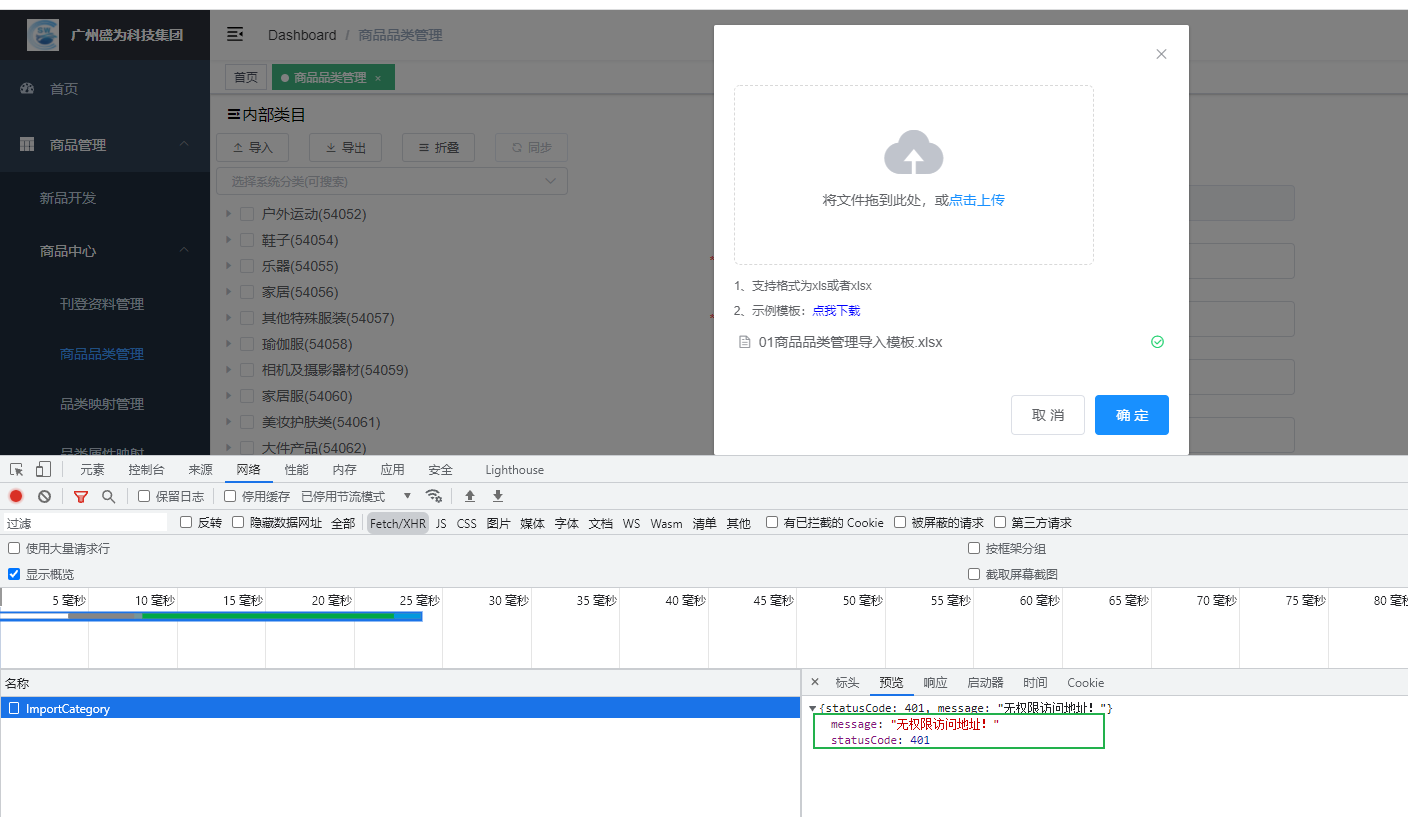 广州盛为科技集团
Dashboard / 商品品类管理
首页
商品品类管理 ×
首页
商品管理
新品开发
商品中心
刊登资料管理
商品品类管理
品类映射管理
品类属性映射
内部类目
导入
导出
折叠
同步
选择系统分类(可搜索)
户外运动(54052)
鞋子(54054)
乐器(54055)
家居(54056)
其他特殊服装(54057)
瑜伽服(54058)
相机及摄影器材(54059)
家居服(54060)
美妆护肤类(54061)
大件产品(54062)
*
*
将文件拖到此处，或点击上传
1、支持格式为xls或者xlsx
2、示例模板：点我下载
01商品品类管理导入模板.xlsx
取 消
确 定
元素 控制台 来源 网络 性能 内存 应用 安全 Lighthouse
保留日志 停用缓存 已停用节流模式
过滤 反转 隐藏数据网址 全部 Fetch/XHR JS CSS 图片 媒体 字体 文档 WS Wasm 清单 其他 有已拦截的 Cookie 被屏蔽的请求 第三方请求
使用大量请求行 按框架分组
显示概览 截取屏幕截图
5 毫秒 10 毫秒 15 毫秒 20 毫秒 25 毫秒 30 毫秒 35 毫秒 40 毫秒 45 毫秒 50 毫秒 55 毫秒 60 毫秒 65 毫秒 70 毫秒 75 毫秒 80 毫秒
名称
ImportCategory
× 标头 预览 响应 启动器 时间 Cookie
{statusCode: 401, message: "无权限访问地址！"}
message: "无权限访问地址！"
statusCode: 401